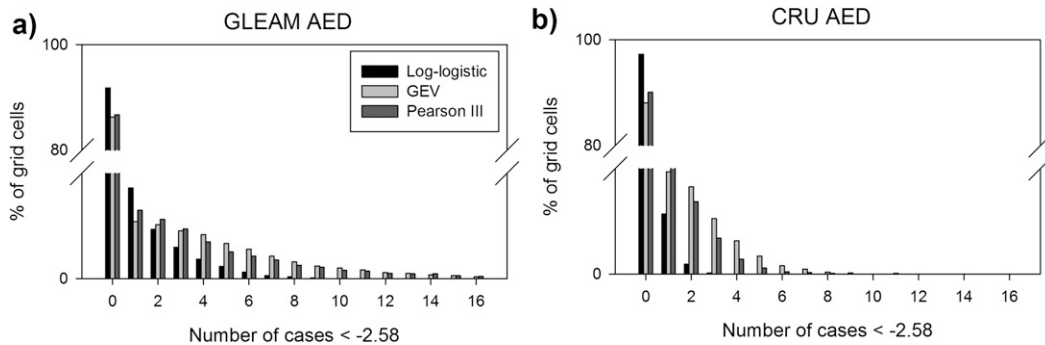 a)
GLEAM AED
100
80
0
% of grid cells
Log-logistic
GEV
Pearson III
0 2 4 6 8 10 12 14 16
Number of cases < -2.58
b)
CRU AED
100
80
0
% of grid cells
0 2 4 6 8 10 12 14 16
Number of cases < -2.58